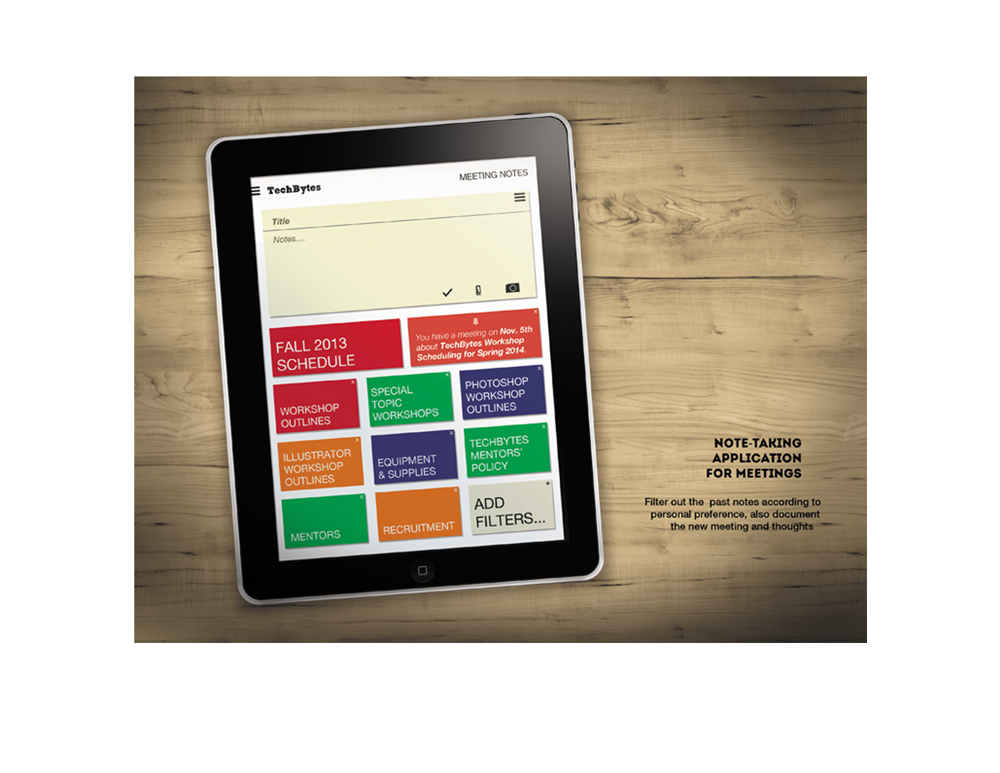 TechBytes
MEETING NOTES
Title
Notes....
FALL 2013
SCHEDULE
You have a meeting on Nov. 5th
about TechBytes Workshop
Scheduling for Spring 2014.
WORKSHOP
OUTLINES
SPECIAL
TOPIC
WORKSHOPS
PHOTOSHOP
WORKSHOP
OUTLINES
ILLUSTRATOR
WORKSHOP
OUTLINES
EQUIPMENT
& SUPPLIES
TECHBYTES
MENTORS'
POLICY
MENTORS
RECRUITMENT
ADD
FILTERS...
NOTE-TAKING
APPLICATION
FOR MEETINGS
Filter out the past notes according to
personal preference, also document
the new meeting and thoughts